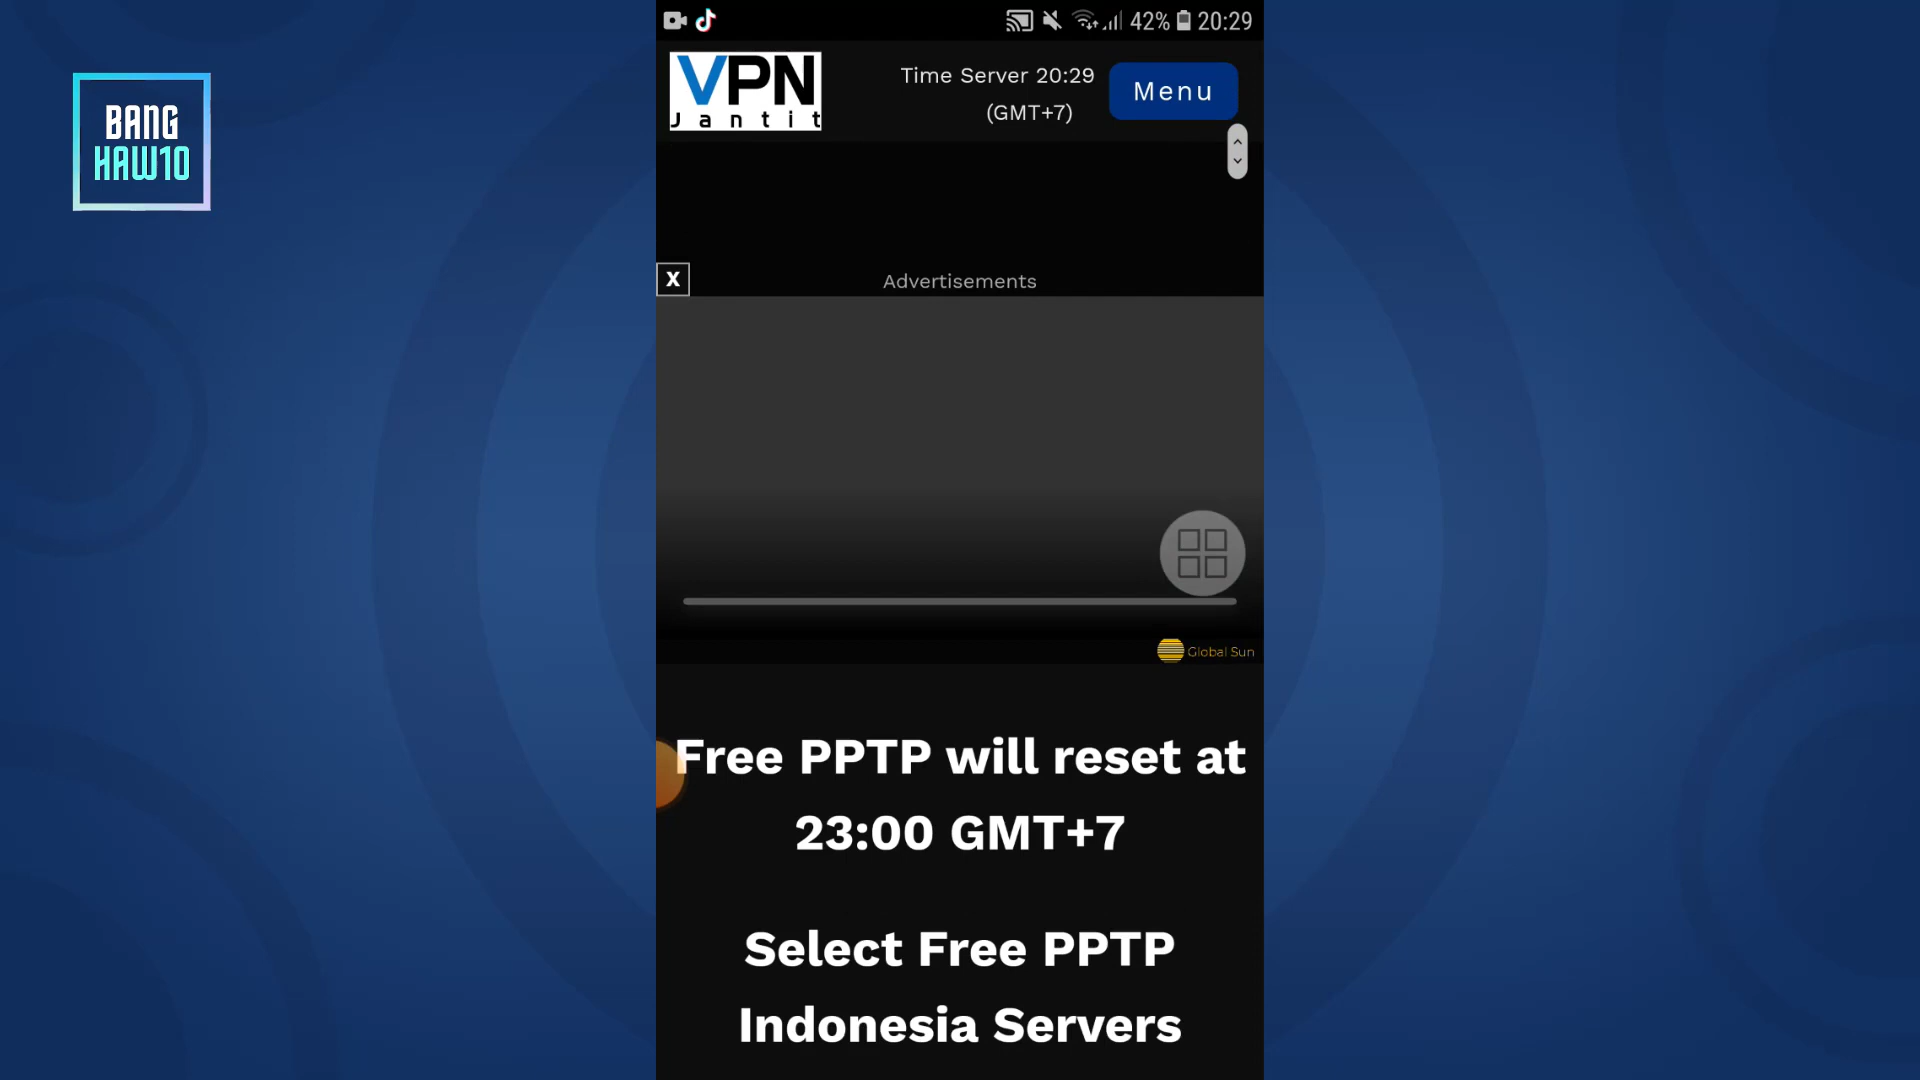 42% 20:29
BANG
HAW10
VPN
Jantit
Time Server 20:29
(GMT+7)
Menu
X
Advertisements
Global Sun
Free PPTP will reset at
23:00 GMT+7
Select Free PPTP
Indonesia Servers